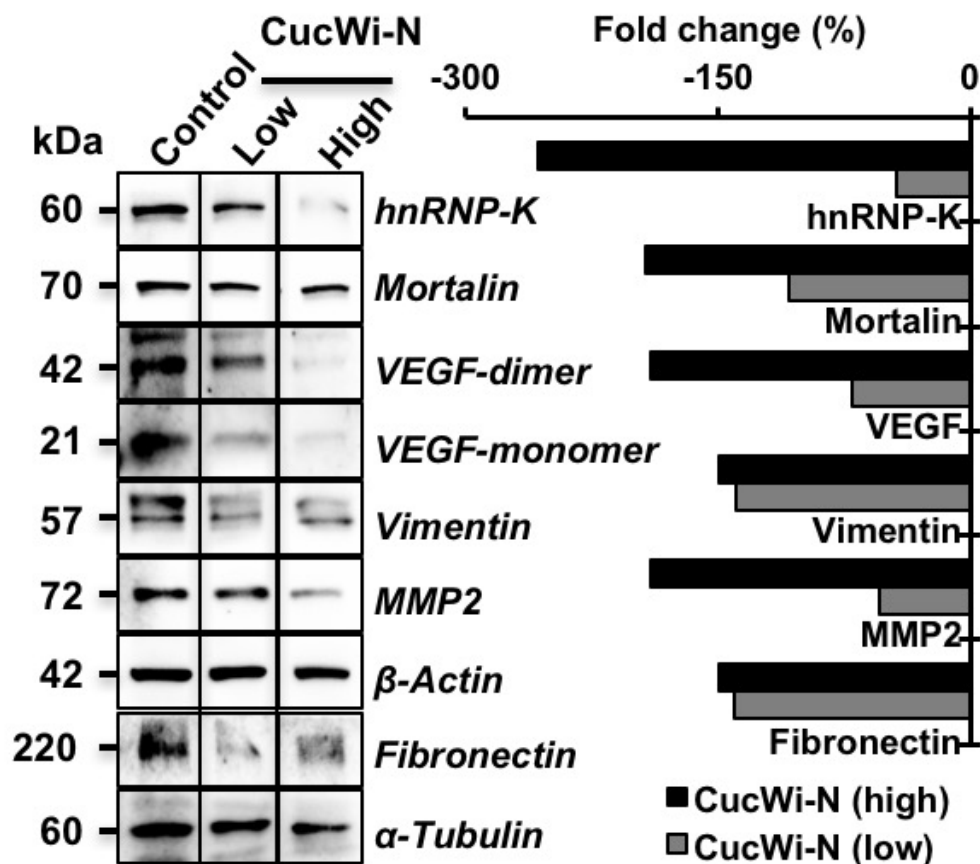 CucWi-N
Control
Low
High
kDa
60
hnRNP-K
70
Mortalin
42
VEGF-dimer
21
VEGF-monomer
57
Vimentin
72
MMP2
42
β-Actin
220
Fibronectin
60
α-Tubulin
Fold change (%)
-300 -150 0
hnRNP-K
Mortalin
VEGF
Vimentin
MMP2
Fibronectin
CucWi-N (high)
CucWi-N (low)